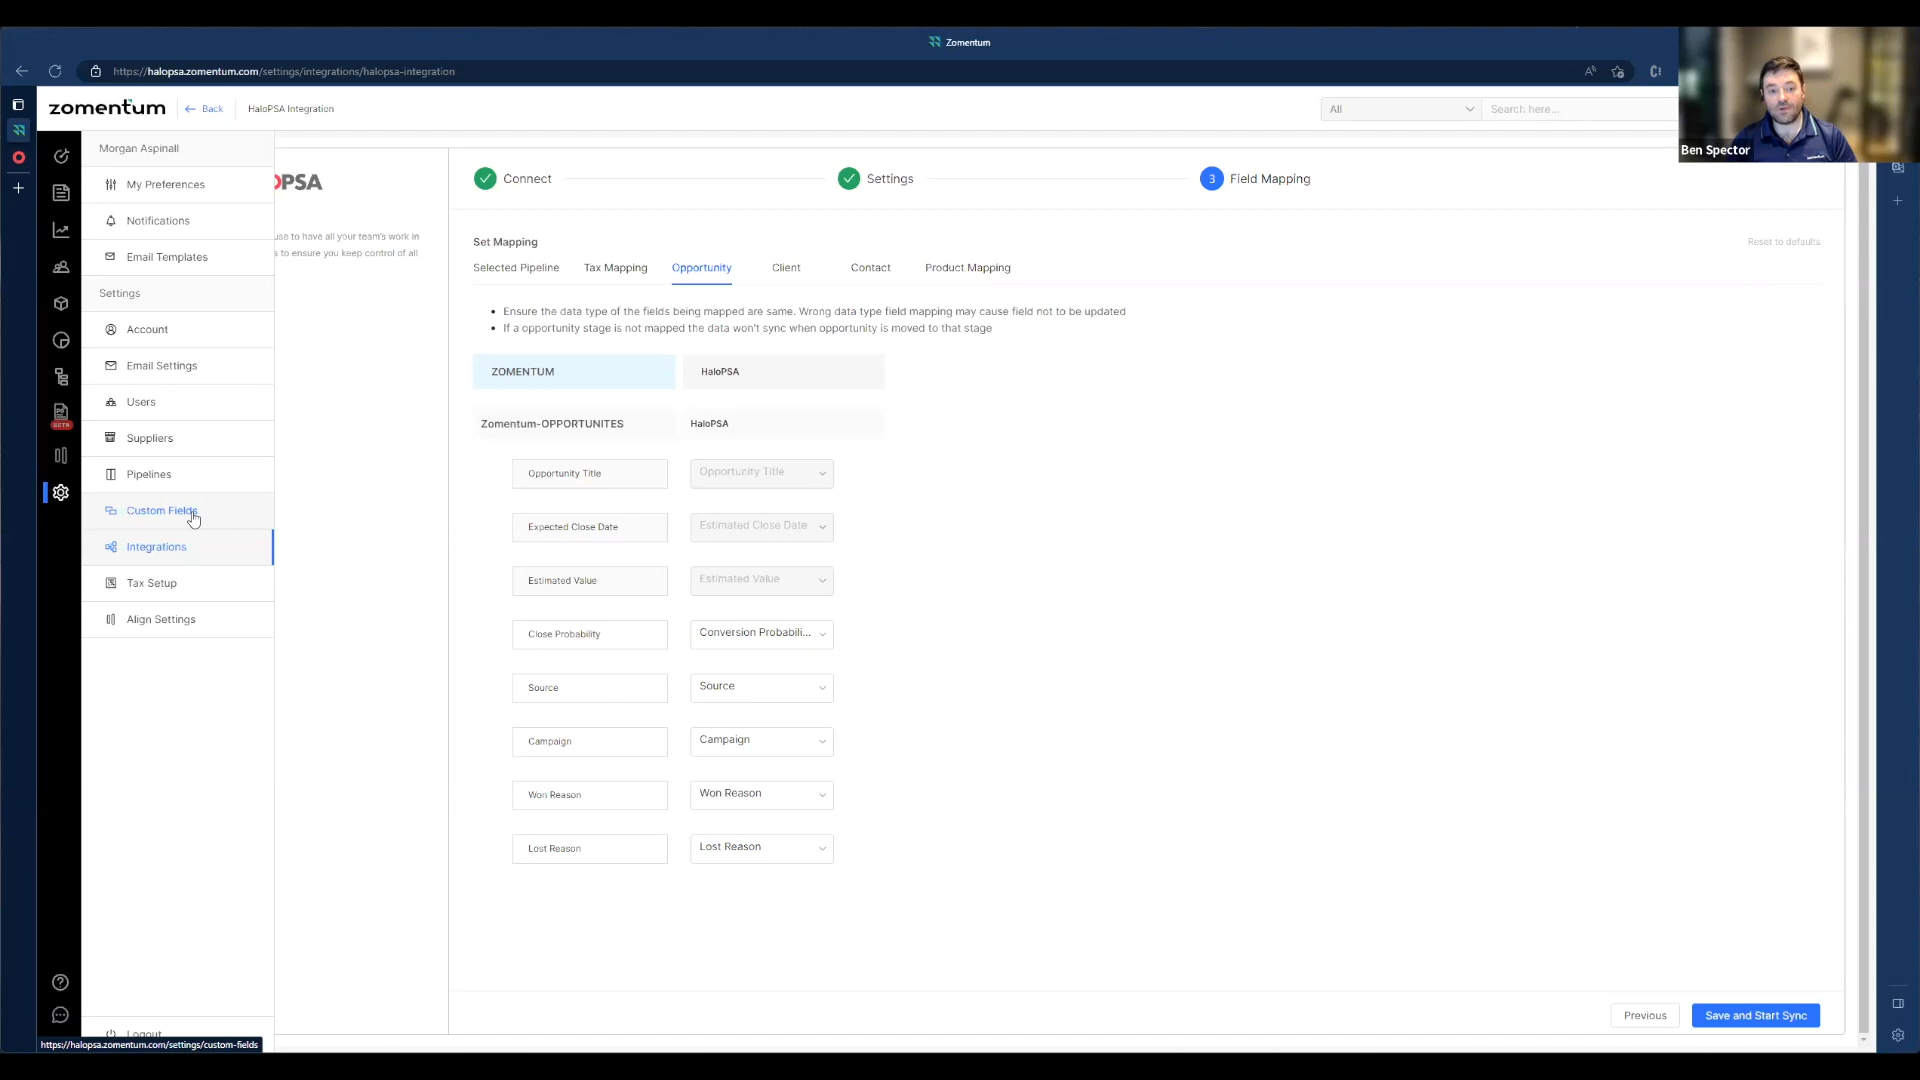 Zomentum
https://halopsa.zomentum.com/settings/integrations/halopsa-integration
Ben Spector
zomentum
Back
HaloPSA Integration
All
Search here...
Morgan Aspinall
My Preferences
Notifications
Email Templates
Settings
Account
Email Settings
Users
Suppliers
Pipelines
Custom Fields
Integrations
Tax Setup
Align Settings
Logout
BETA
https://halopsa.zomentum.com/settings/custom-fields
PSA
use to have all your team's work in
s to ensure you keep control of all
Connect
Settings
3 Field Mapping
Set Mapping
Reset to defaults
Selected Pipeline
Tax Mapping
Opportunity
Client
Contact
Product Mapping
Ensure the data type of the fields being mapped are same. Wrong data type field mapping may cause field not to be updated
If a opportunity stage is not mapped the data won't sync when opportunity is moved to that stage
ZOMENTUM
HaloPSA
Zomentum-OPPORTUNITES
HaloPSA
Opportunity Title
Opportunity Title
Expected Close Date
Estimated Close Date
Estimated Value
Estimated Value
Close Probability
Conversion Probabili...
Source
Source
Campaign
Campaign
Won Reason
Won Reason
Lost Reason
Lost Reason
Previous
Save and Start Sync